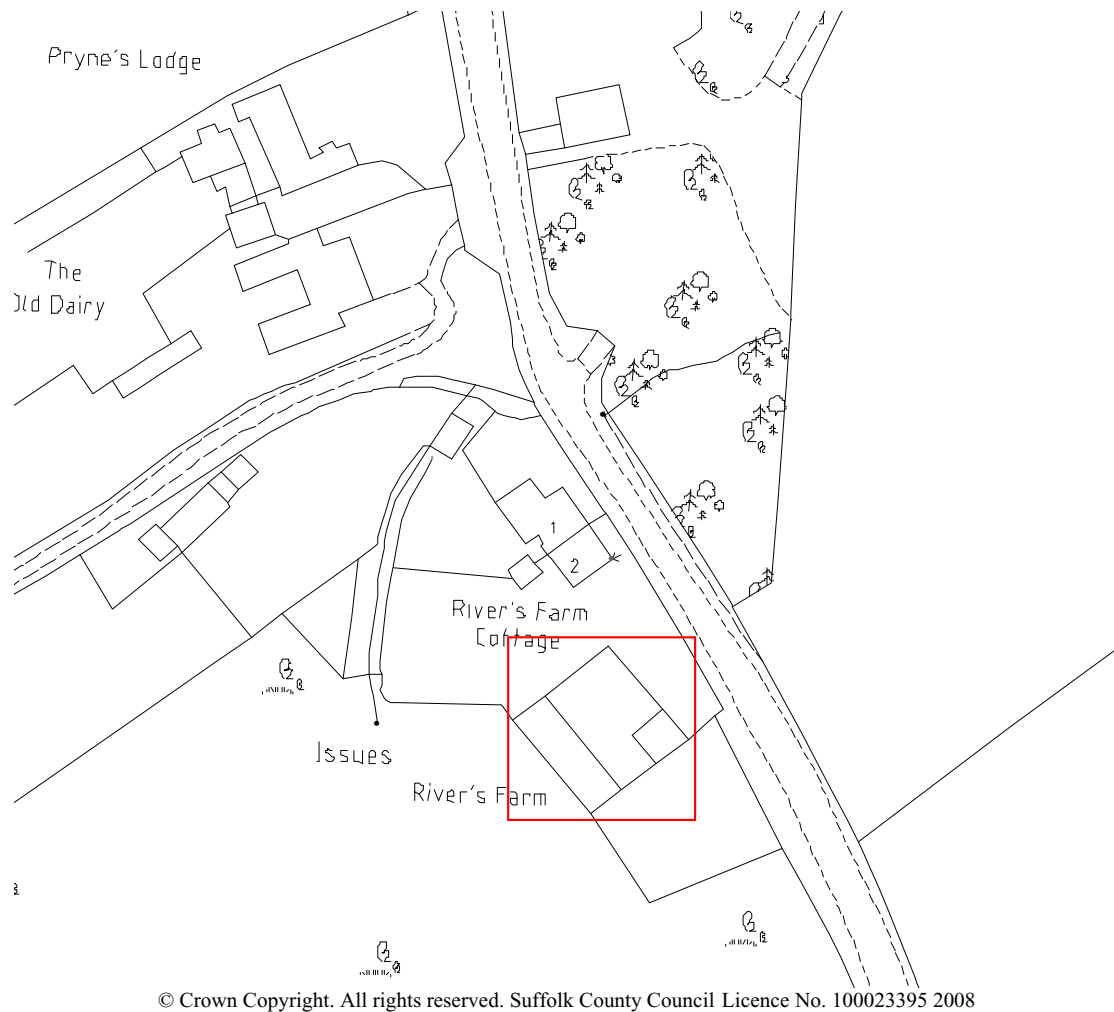 Pryne's Lodge
The
Old Dairy
1
2
River's Farm
Cottage
Issues
River's Farm
© Crown Copyright. All rights reserved. Suffolk County Council Licence No. 100023395 2008